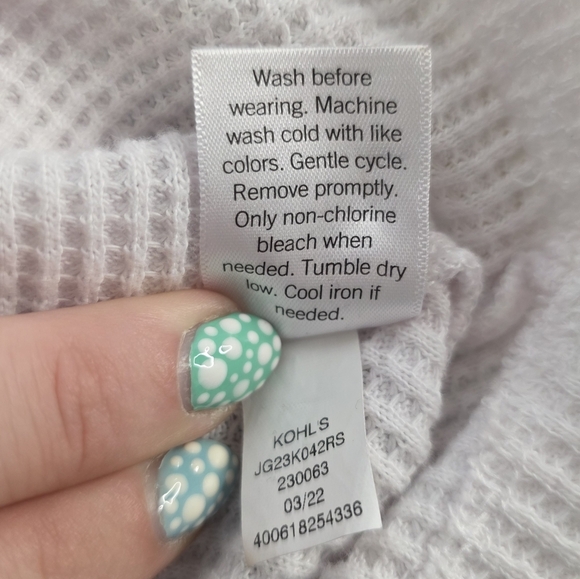 Wash before
wearing. Machine
wash cold with like
colors. Gentle cycle.
Remove promptly.
Only non-chlorine
bleach when
needed. Tumble dry
low. Cool iron if
needed.
KOHL'S
JG23K042RS
230063
03/22
400618254336